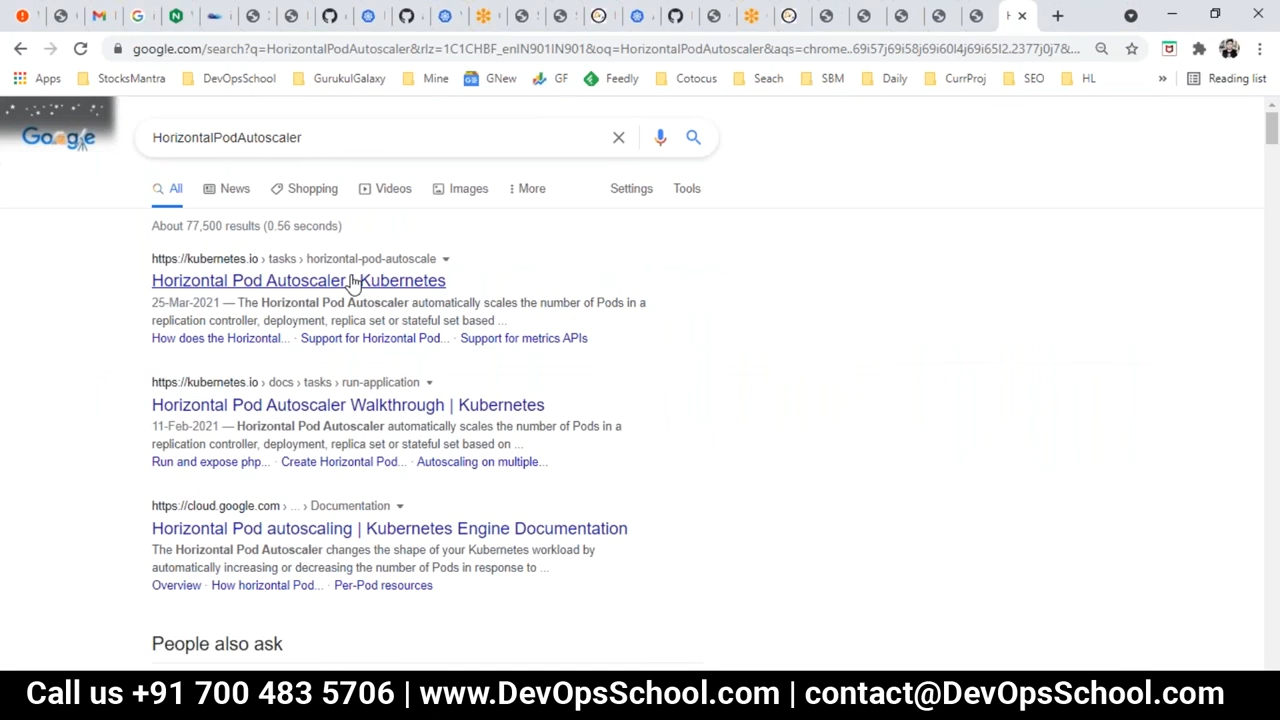 google.com/search?q=HorizontalPodAutoscaler&rlz=1C1CHBF_enIN901IN901&oq=HorizontalPodAutoscaler&aqs=chrome..69i57j69i58j69i60l4j69i65l2.2377j0j7&...
Apps StocksMantra DevOpsSchool GurukulGalaxy Mine GNew GF Feedly Cotocus Seach SBM Daily CurrProj SEO HL » Reading list
Google
HorizontalPodAutoscaler
All News Shopping Videos Images More Settings Tools
About 77,500 results (0.56 seconds)
https://kubernetes.io › tasks › horizontal-pod-autoscale
Horizontal Pod Autoscaler Kubernetes
25-Mar-2021 — The Horizontal Pod Autoscaler automatically scales the number of Pods in a
replication controller, deployment, replica set or stateful set based ...
How does the Horizontal... · Support for Horizontal Pod... · Support for metrics APIs
https://kubernetes.io › docs › tasks › run-application
Horizontal Pod Autoscaler Walkthrough | Kubernetes
11-Feb-2021 — Horizontal Pod Autoscaler automatically scales the number of Pods in a
replication controller, deployment, replica set or stateful set based on ...
Run and expose php... · Create Horizontal Pod... · Autoscaling on multiple...
https://cloud.google.com › ... › Documentation
Horizontal Pod autoscaling | Kubernetes Engine Documentation
The Horizontal Pod Autoscaler changes the shape of your Kubernetes workload by
automatically increasing or decreasing the number of Pods in response to ...
Overview · How horizontal Pod... · Per-Pod resources
People also ask
Call us +91 700 483 5706 | www.DevOpsSchool.com | contact@DevOpsSchool.com